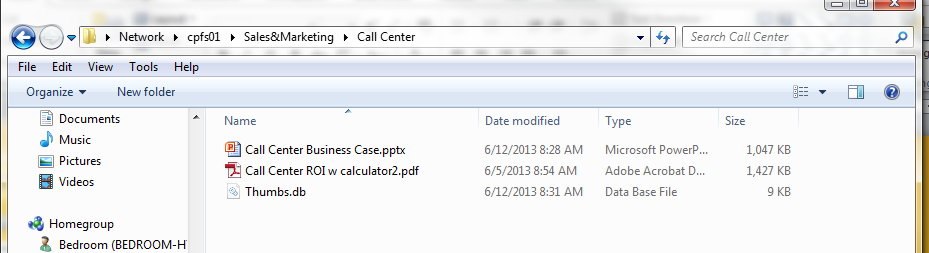 Network ▸ cpfs01 ▸ Sales&Marketing ▸ Call Center
Search Call Center
File Edit View Tools Help
Organize ▾ New folder
Documents
Music
Pictures
Videos
Homegroup
Bedroom (BEDROOM-H
Name Date modified Type Size
Call Center Business Case.pptx 6/12/2013 8:28 AM Microsoft PowerP... 1,047 KB
Call Center ROI w calculator2.pdf 6/5/2013 8:54 AM Adobe Acrobat D... 1,427 KB
Thumbs.db 6/12/2013 8:31 AM Data Base File 9 KB